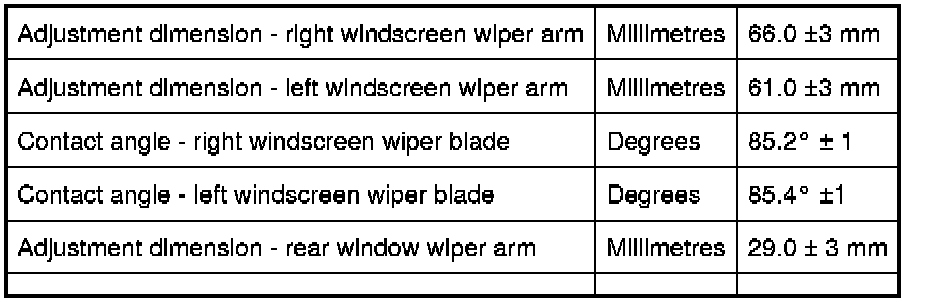 Adjustment dimension - right windscreen wiper arm Millimetres 66.0 ±3 mm
Adjustment dimension - left windscreen wiper arm Millimetres 61.0 ±3 mm
Contact angle - right windscreen wiper blade Degrees 85.2° ± 1
Contact angle - left windscreen wiper blade Degrees 85.4° ±1
Adjustment dimension - rear window wiper arm Millimetres 29.0 ± 3 mm